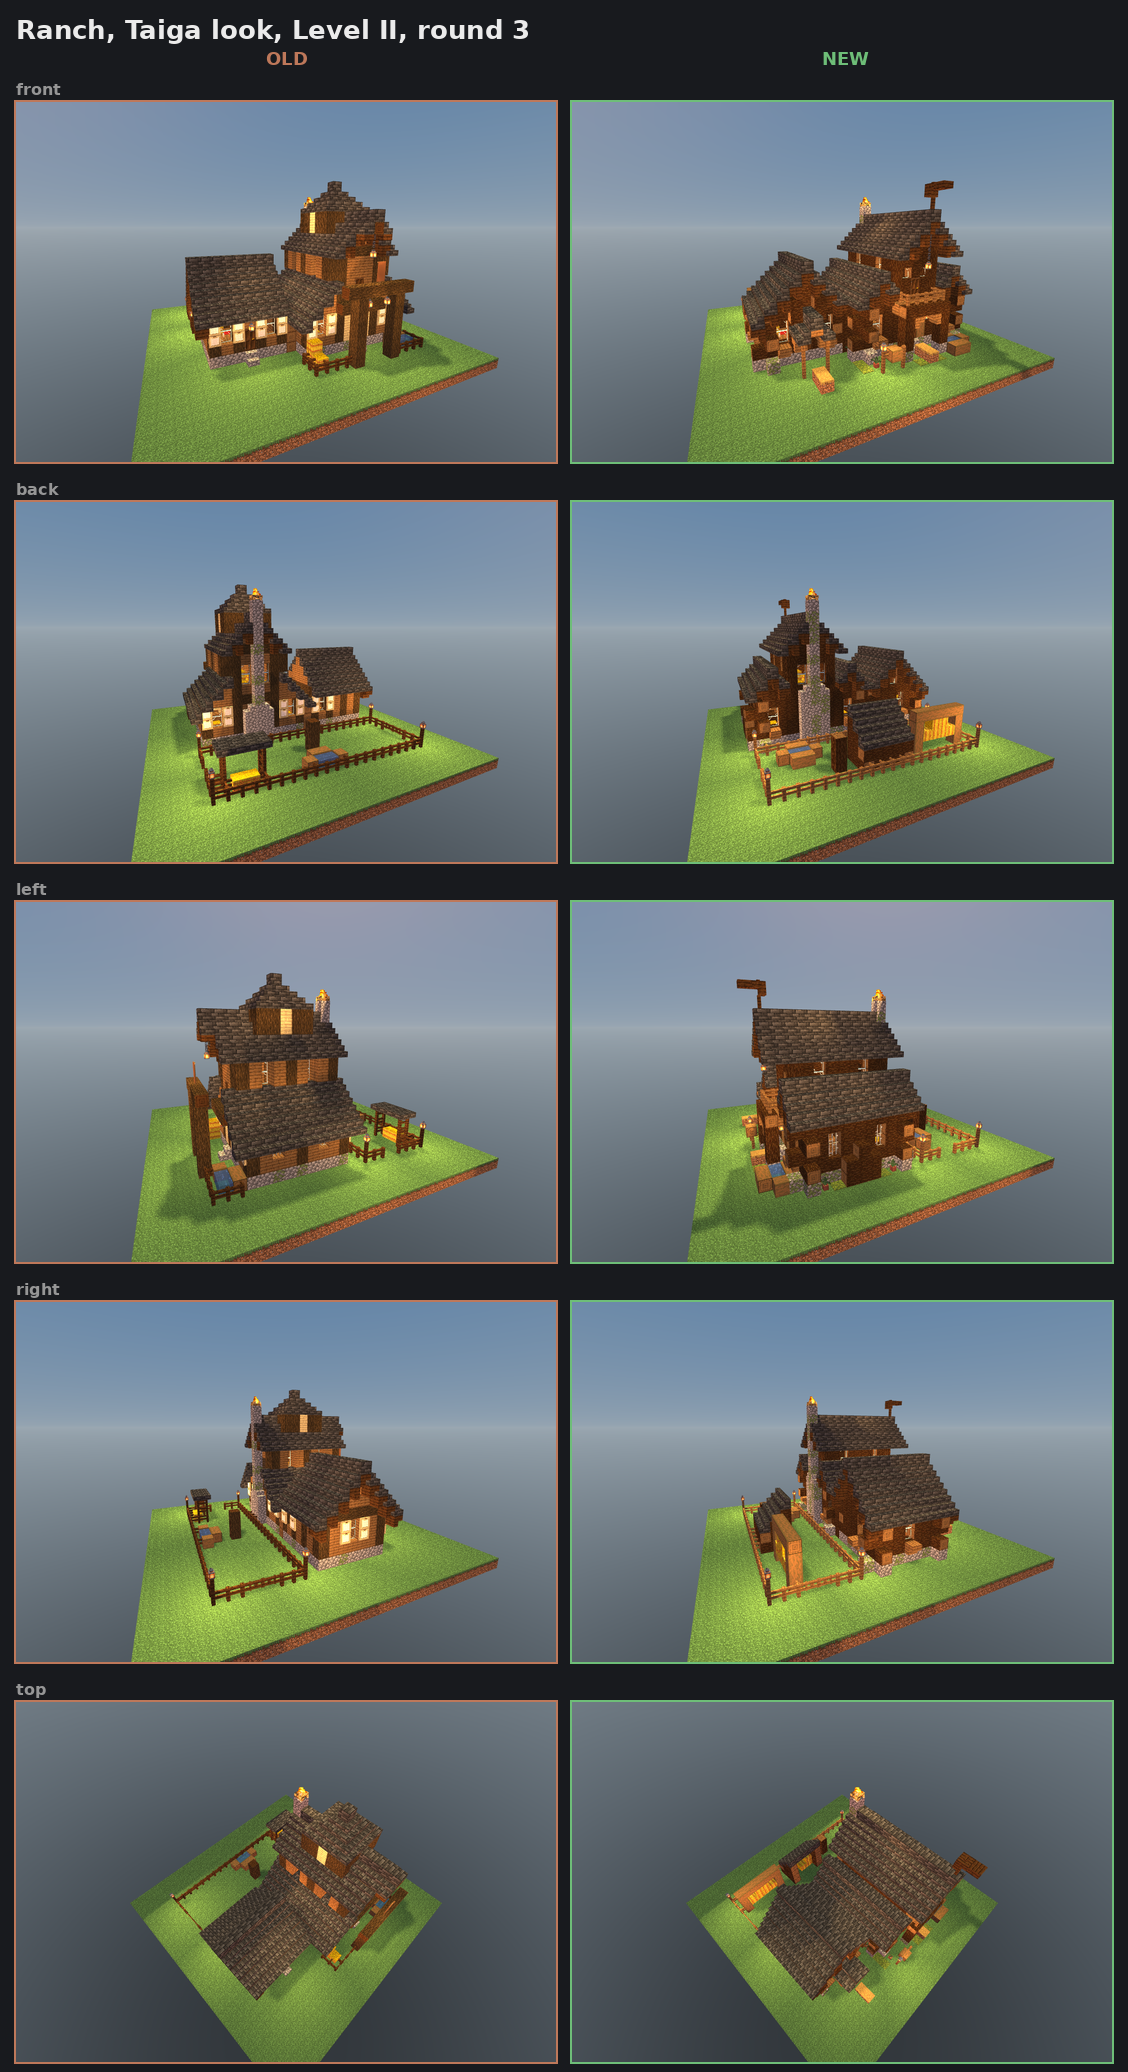 Ranch, Taiga look, Level II, round 3
OLD
NEW
front
back
left
right
top